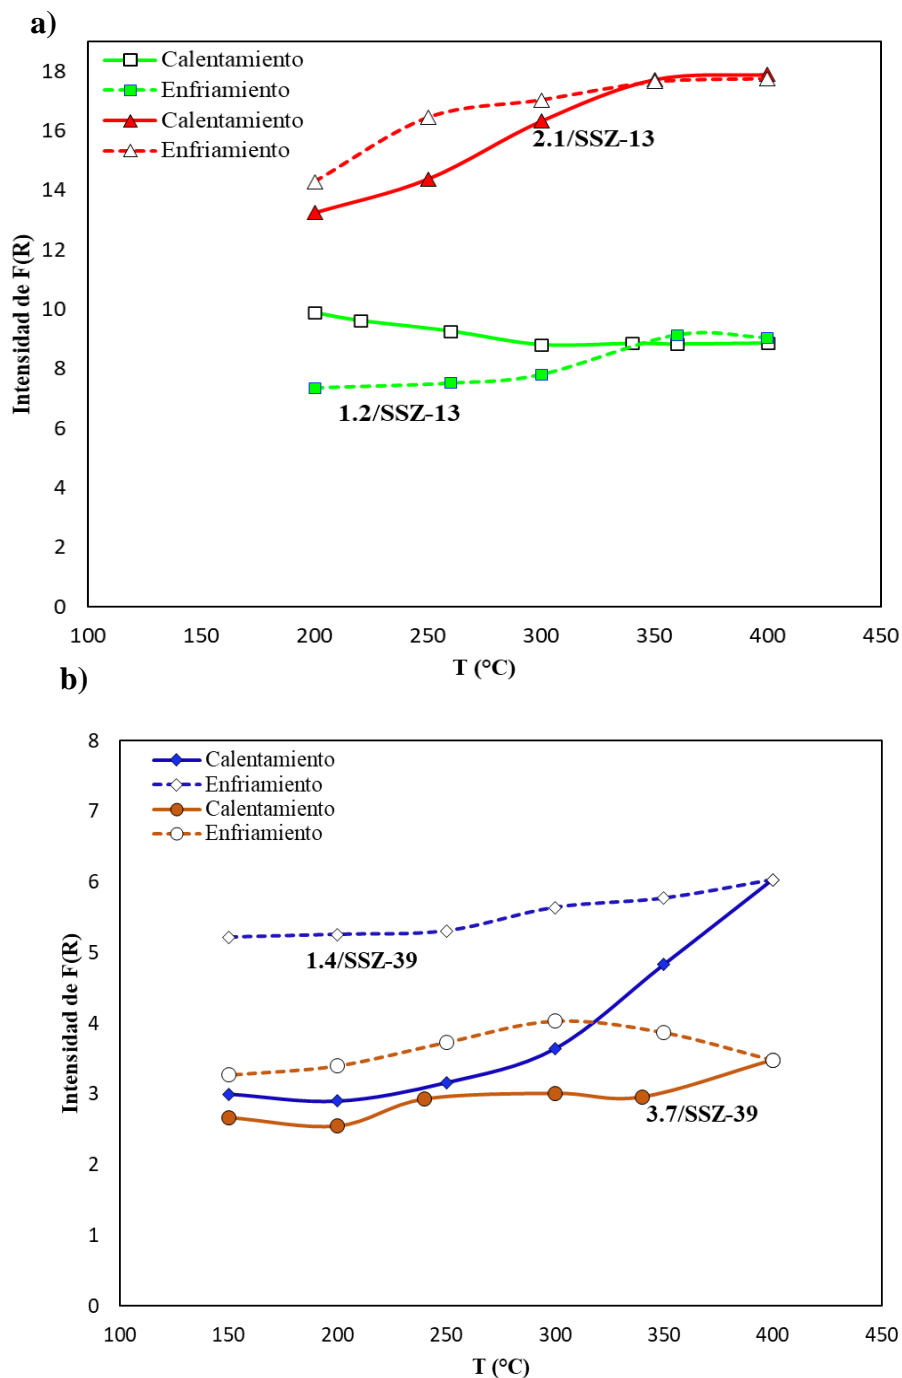 a)
Calentamiento
Enfriamiento
Calentamiento
Enfriamiento
18
16
14
12
10
8
6
4
2
0
Intensidad de F(R)
2.1/SSZ-13
1.2/SSZ-13
100 150 200 250 300 350 400 450
T (°C)
b)
Calentamiento
Enfriamiento
Calentamiento
Enfriamiento
8
7
6
5
4
3
2
1
0
Intensidad de F(R)
1.4/SSZ-39
3.7/SSZ-39
100 150 200 250 300 350 400 450
T (°C)